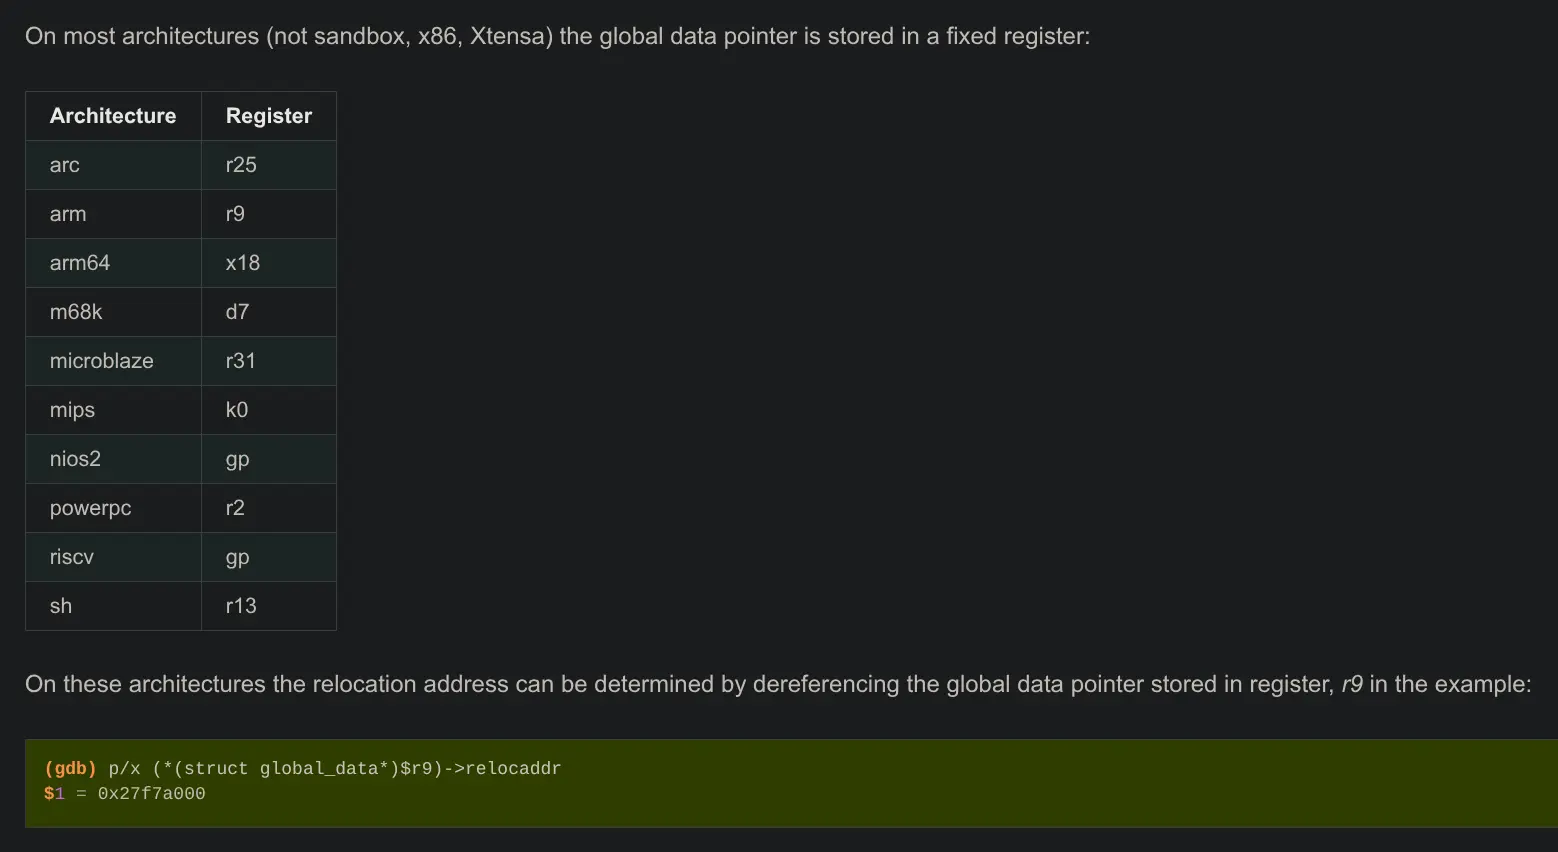 On most architectures (not sandbox, x86, Xtensa) the global data pointer is stored in a fixed register:
Architecture Register
arc r25
arm r9
arm64 x18
m68k d7
microblaze r31
mips k0
nios2 gp
powerpc r2
riscv gp
sh r13
On these architectures the relocation address can be determined by dereferencing the global data pointer stored in register, r9 in the example:
(gdb) p/x (*(struct global_data*)$r9)->relocaddr
$1 = 0x27f7a000